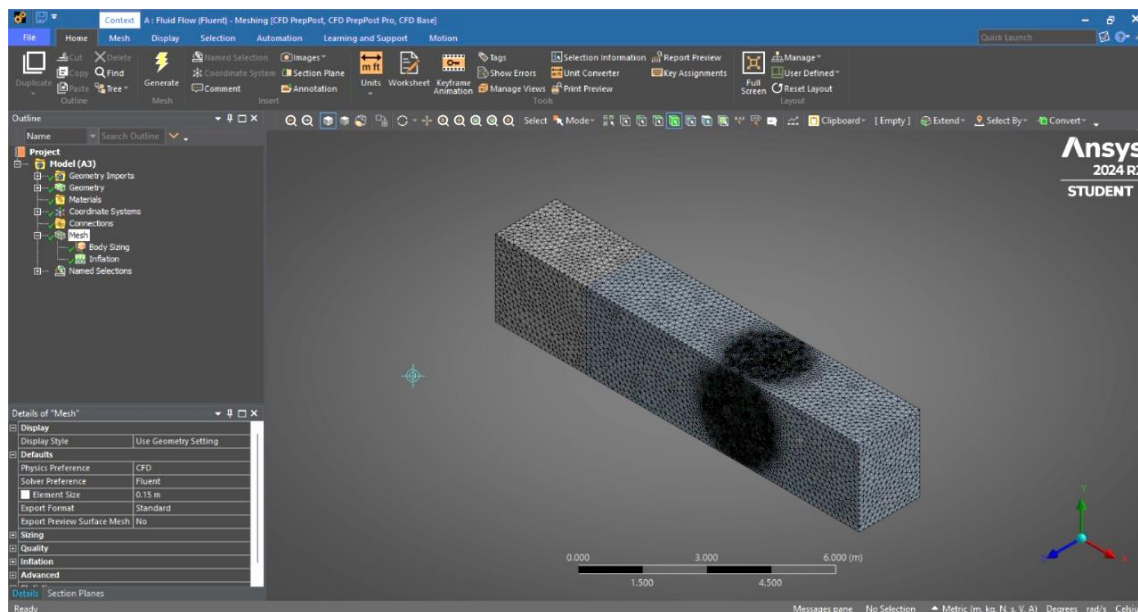 Context A : Fluid Flow (Fluent) - Meshing [CFD PrepPost, CFD PrepPost Pro, CFD Base]
File Home Mesh Display Selection Automation Learning and Support Motion Quick Launch
Duplicate
Cut
Copy
Paste
Delete
Find
Tree
Outline
Generate
Mesh
Named Selection
Coordinate System
Comment
Images
Section Plane
Annotation
Insert
Units
Worksheet
Keyframe Animation
Tags
Show Errors
Manage Views
Selection Information
Unit Converter
Print Preview
Report Preview
Key Assignments
Tools
Full Screen
Manage
User Defined
Reset Layout
Layout
Outline
Select Mode Clipboard [ Empty ] Extend Select By Convert
Name Search Outline
Project
Model (A3)
Geometry Imports
Geometry
Materials
Coordinate Systems
Connections
Mesh
Body Sizing
Inflation
Named Selections
Ansys
2024 R2
STUDENT
Details of "Mesh"
Display
Display Style Use Geometry Setting
Defaults
Physics Preference CFD
Solver Preference Fluent
Element Size 0.15 m
Export Format Standard
Export Preview Surface Mesh No
Sizing
Quality
Inflation
Advanced
Details Section Planes
0.000 3.000 6.000 (m)
1.500 4.500
Y
X
Ready Messages pane No Selection Metric (m, kg, N, s, V, A) Degrees rad/s Celsi